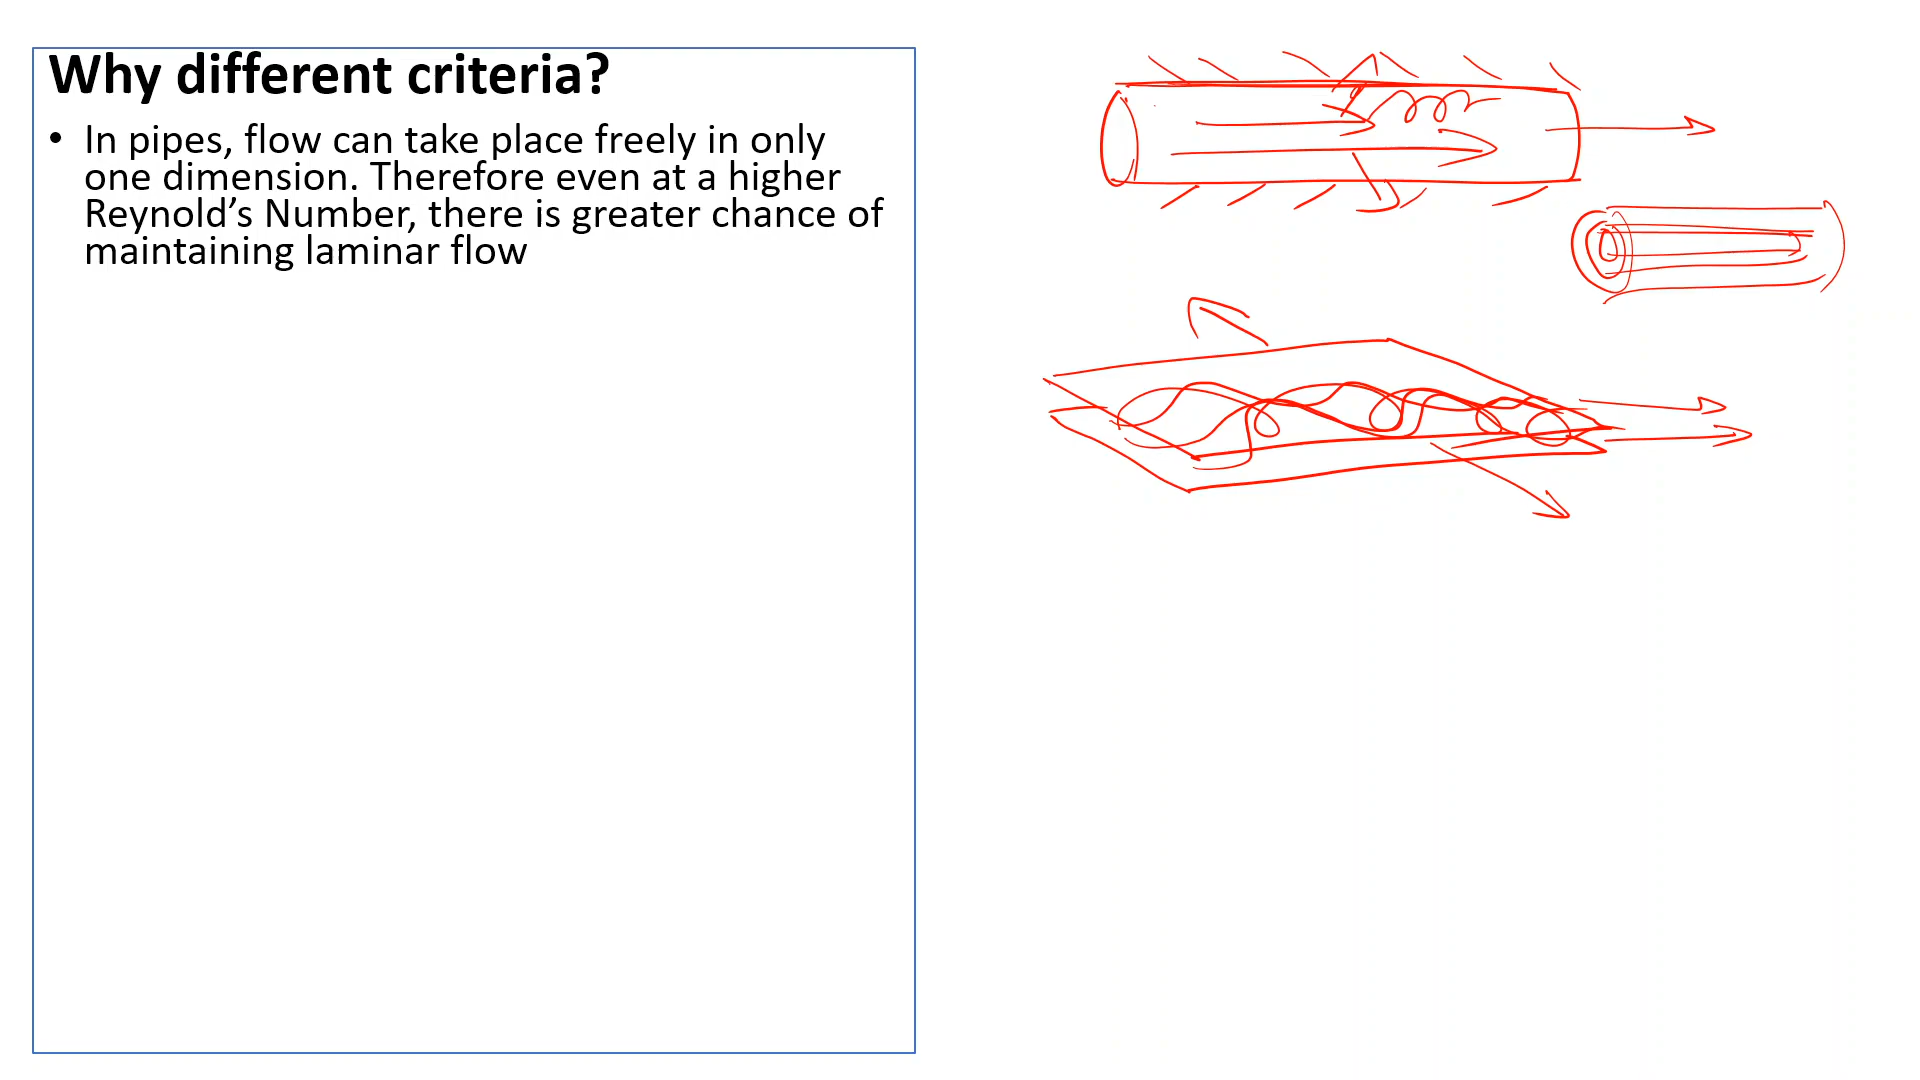 Why different criteria?
• In pipes, flow can take place freely in only
one dimension. Therefore even at a higher
Reynold’s Number, there is greater chance of
maintaining laminar flow